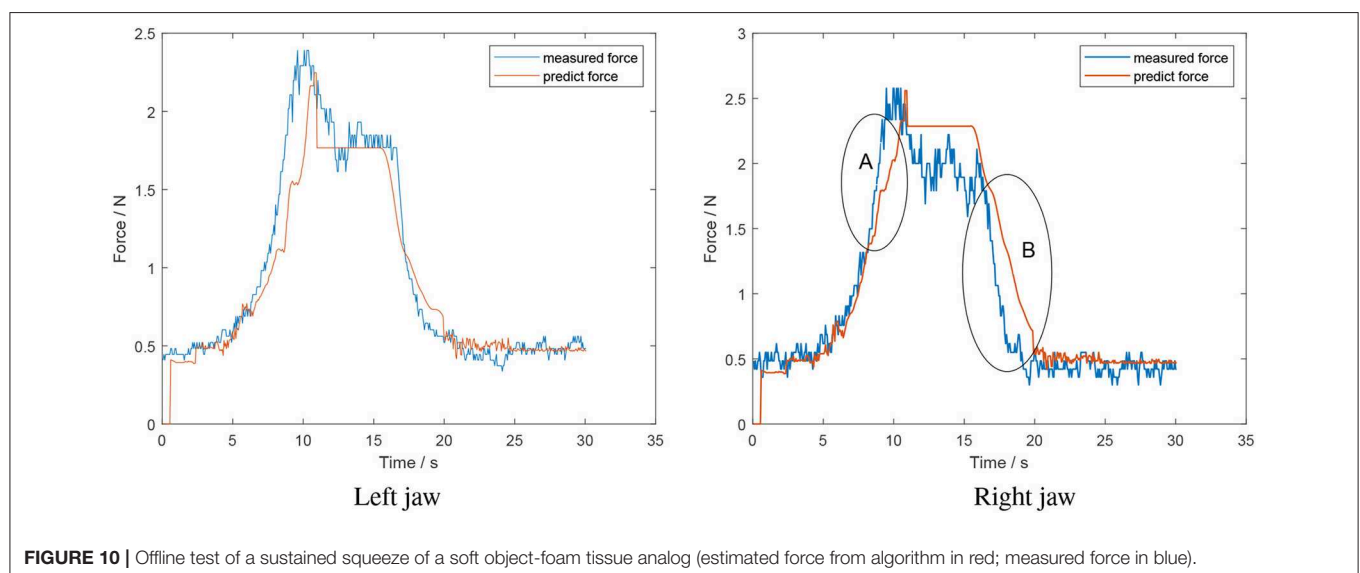 2.5
2
1.5
1
0.5
0
Force / N
measured force
predict force
0 5 10 15 20 25 30 35
Time / s
Left jaw
3
2.5
2
1.5
1
0.5
0
Force / N
measured force
predict force
A
B
0 5 10 15 20 25 30 35
Time / s
Right jaw
FIGURE 10 | Offline test of a sustained squeeze of a soft object-foam tissue analog (estimated force from algorithm in red; measured force in blue).